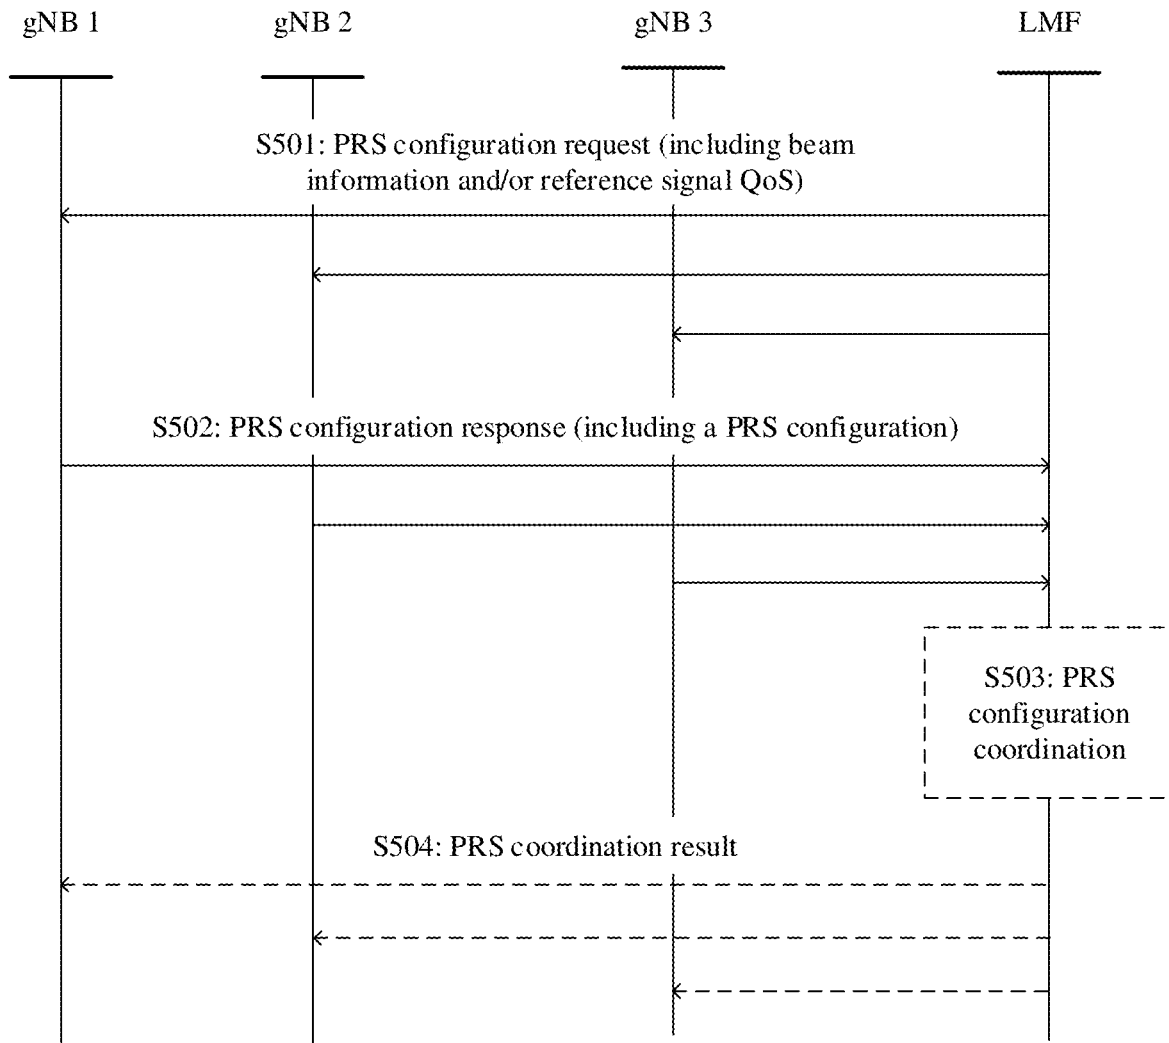 gNB 1
gNB 2
gNB 3
LMF
S501: PRS configuration request (including beam
information and/or reference signal QoS)
S502: PRS configuration response (including a PRS configuration)
S503: PRS
configuration
coordination
S504: PRS coordination result